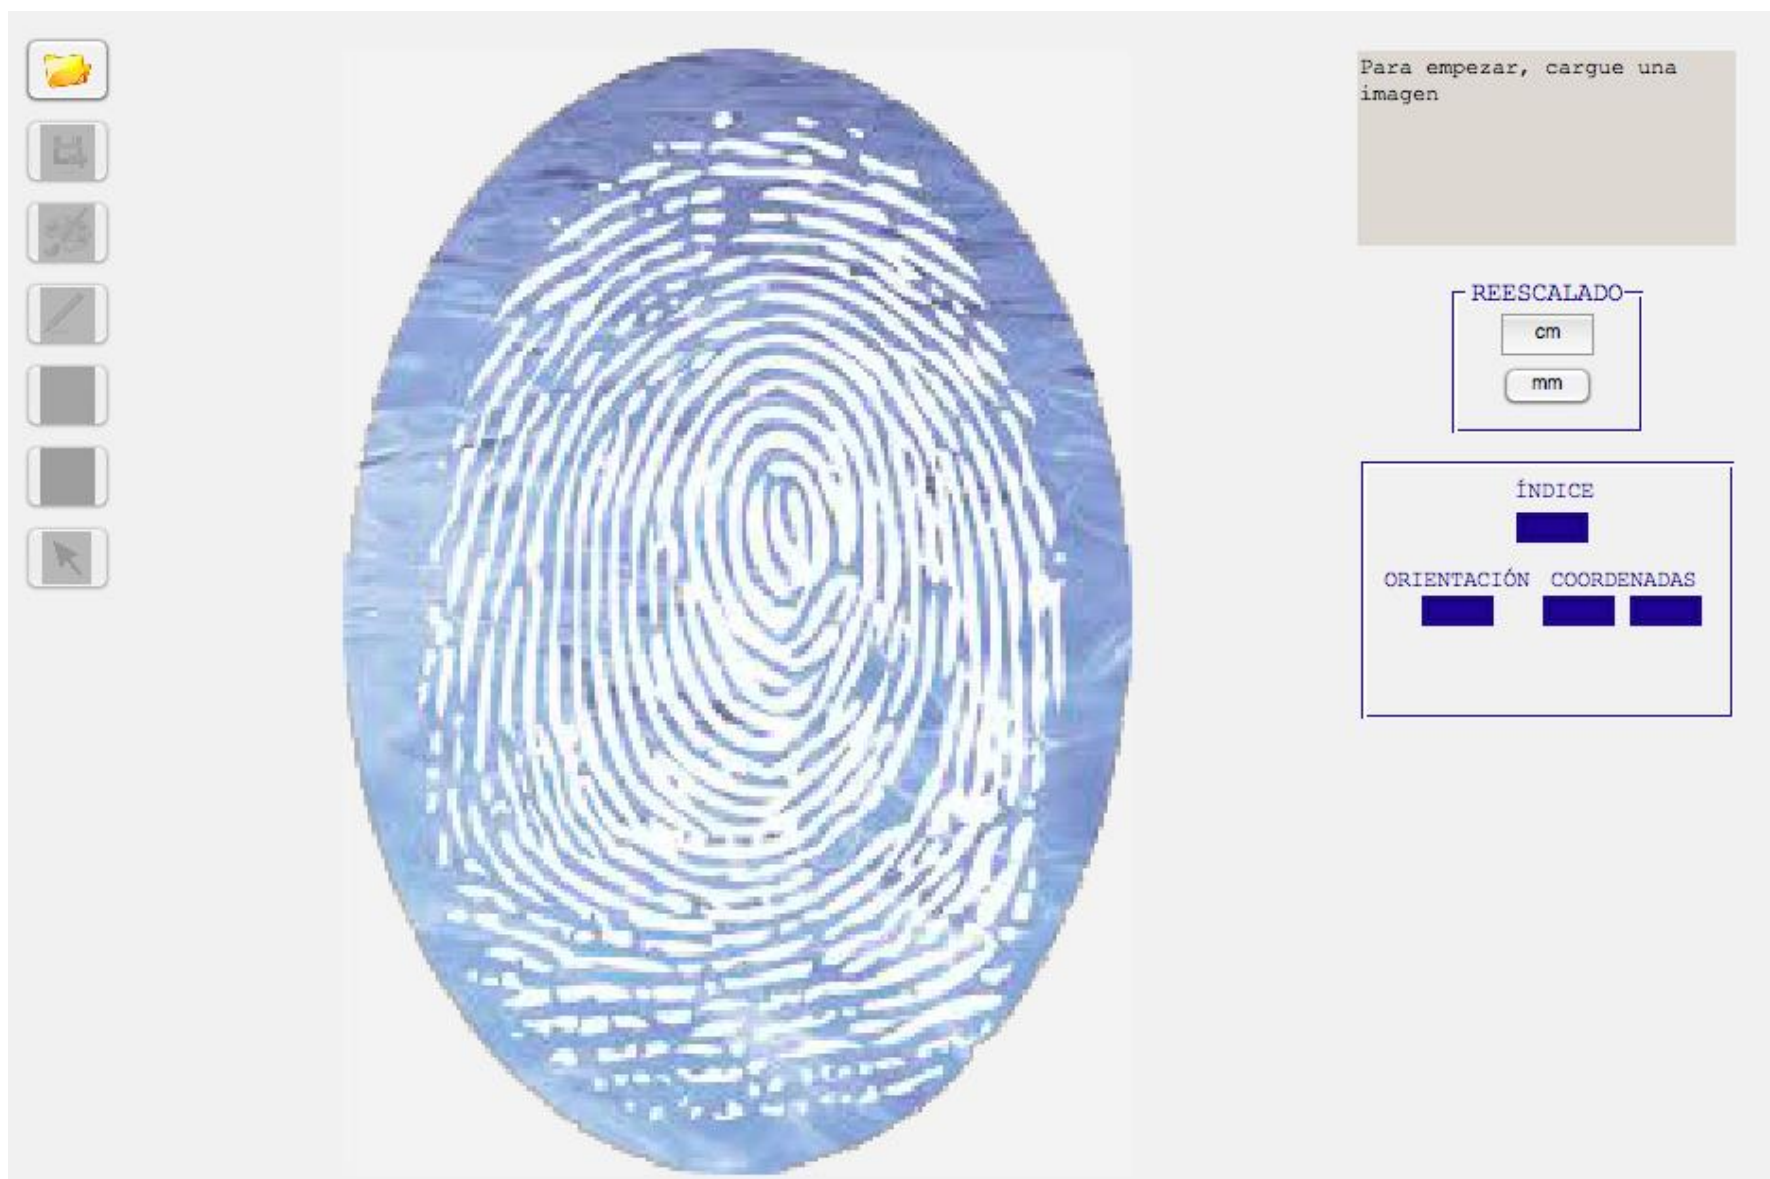 Para empezar, cargue una
imagen
REESCALADO
cm
mm
ÍNDICE
ORIENTACIÓN COORDENADAS